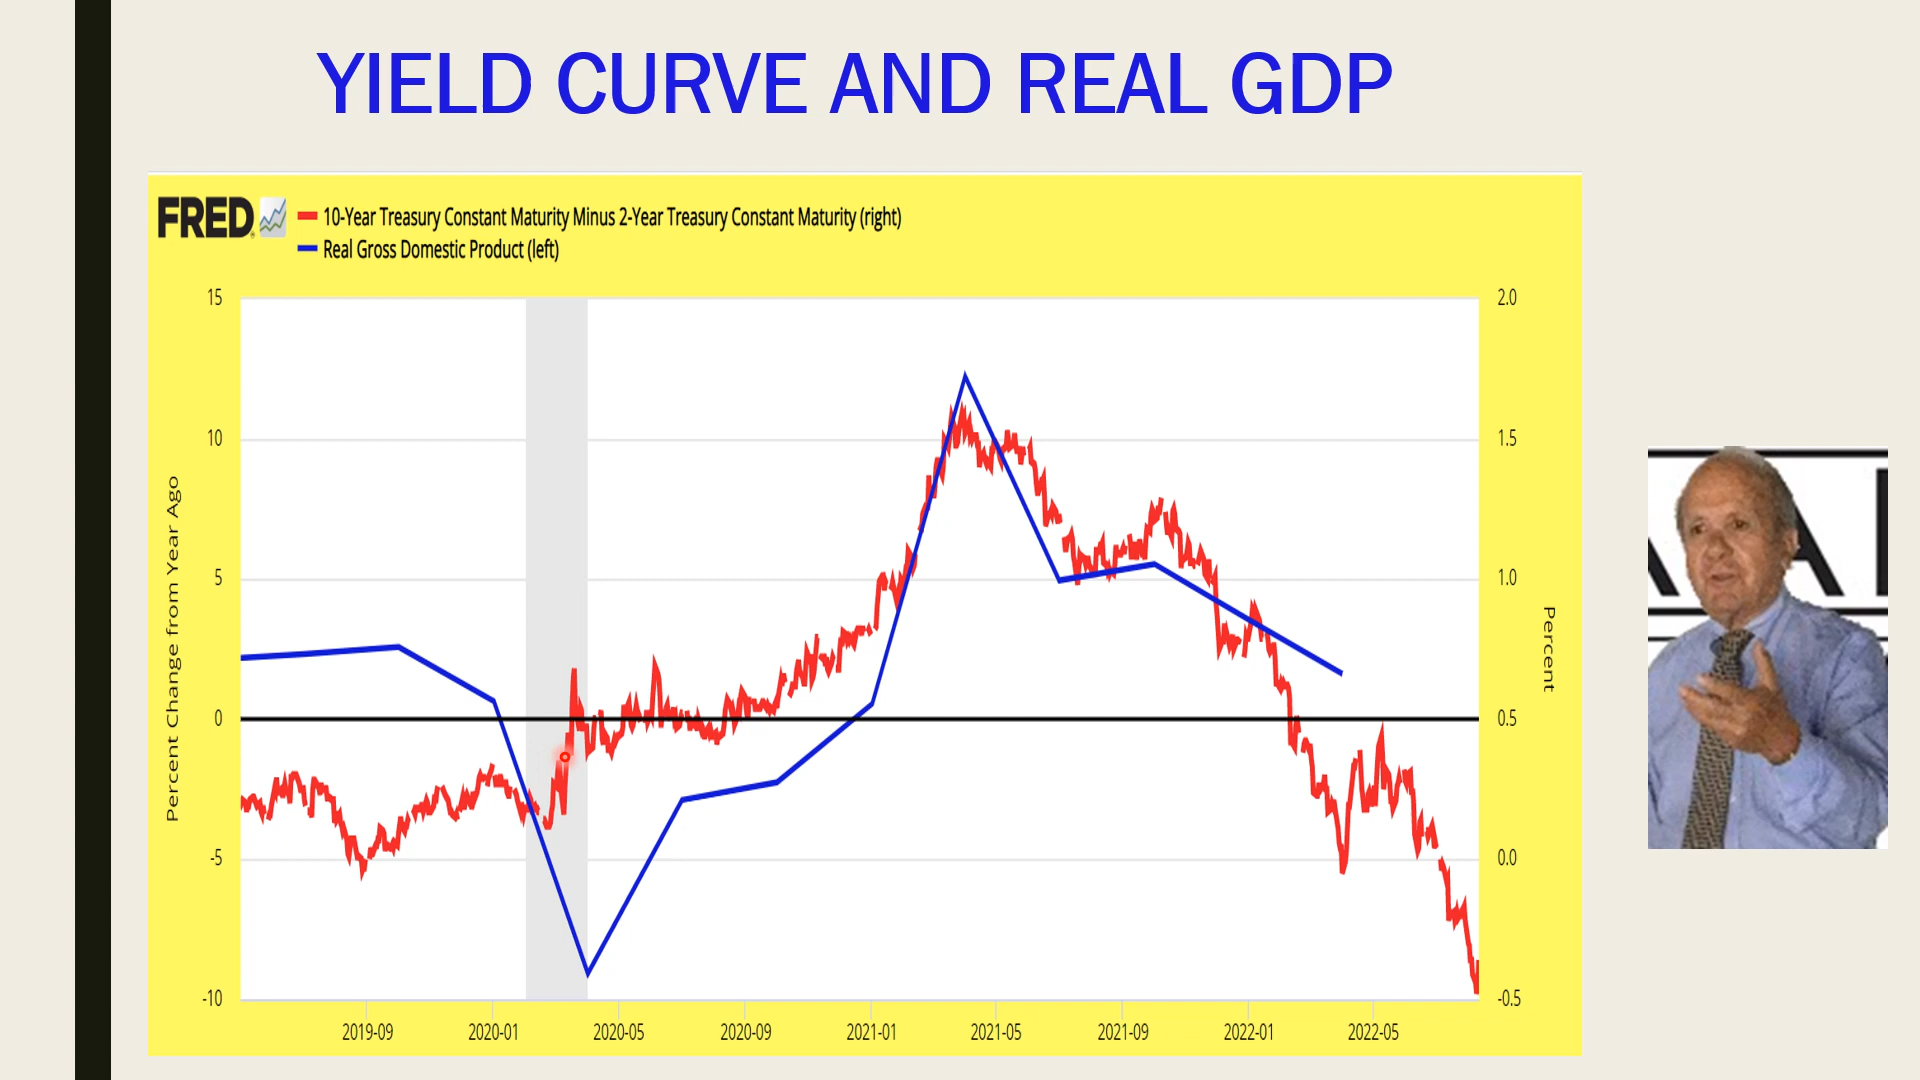 YIELD CURVE AND REAL GDP
FRED
10-Year Treasury Constant Maturity Minus 2-Year Treasury Constant Maturity (right)
Real Gross Domestic Product (left)
15
10
5
0
-5
-10
Percent Change from Year Ago
2.0
1.5
1.0
0.5
0.0
-0.5
Percent
2019-09 2020-01 2020-05 2020-09 2021-01 2021-05 2021-09 2022-01 2022-05